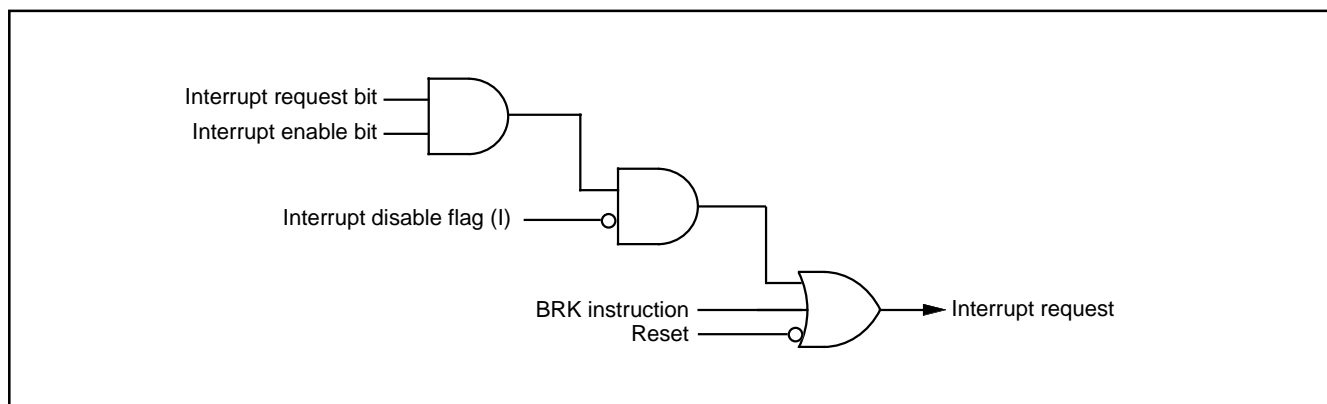 Interrupt request bit
Interrupt enable bit
Interrupt disable flag (I)
BRK instruction
Reset
Interrupt request